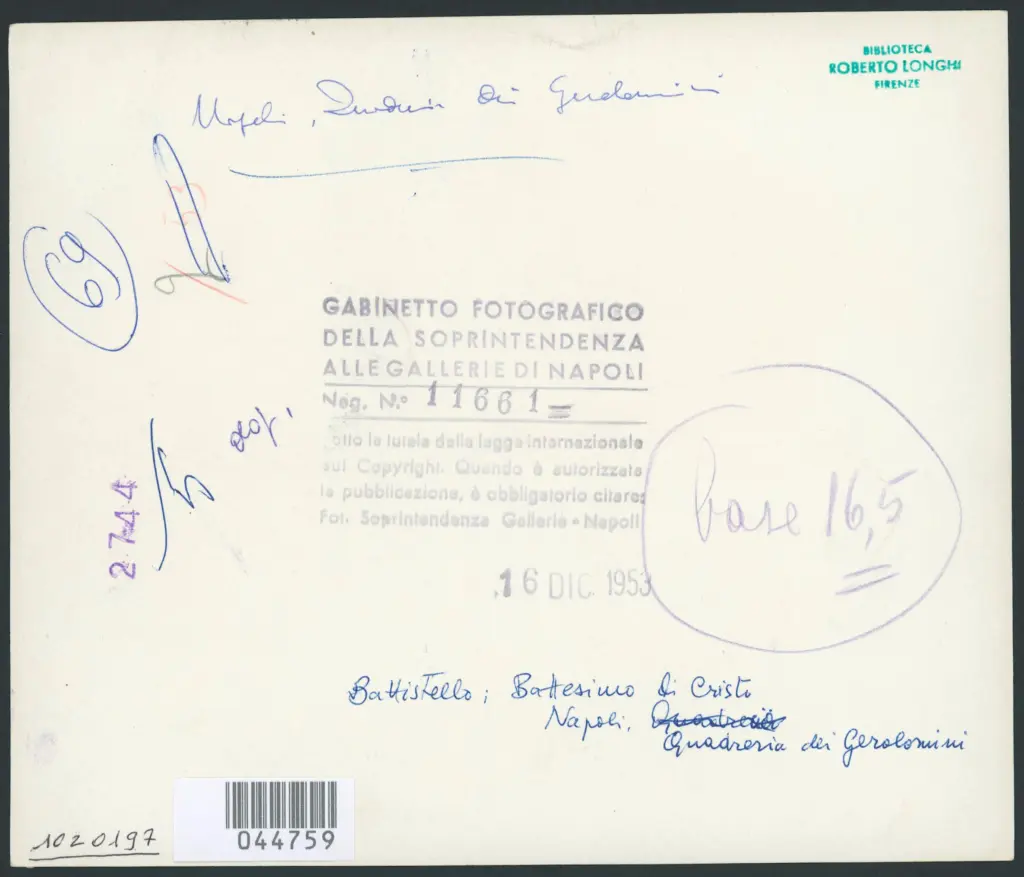 BIBLIOTECA
ROBERTO LONGHI
FIRENZE
Napoli, Quadreria dei Gerolomini
69
53
GABINETTO FOTOGRAFICO
DELLA SOPRINTENDENZA
ALLE GALLERIE DI NAPOLI
Neg. N.º 11661=
sotto la tutela della legge internazionale
sul Copyright. Quando è autorizzata
la pubblicazione, è obbligatorio citare:
Fot. Soprintendenza Gallerie - Napoli
16 DIC. 1953
base 16,5
2744
Battistello; Battesimo di Cristo
Napoli, Quadreria
Quadreria dei Gerolomini
1020197
044759